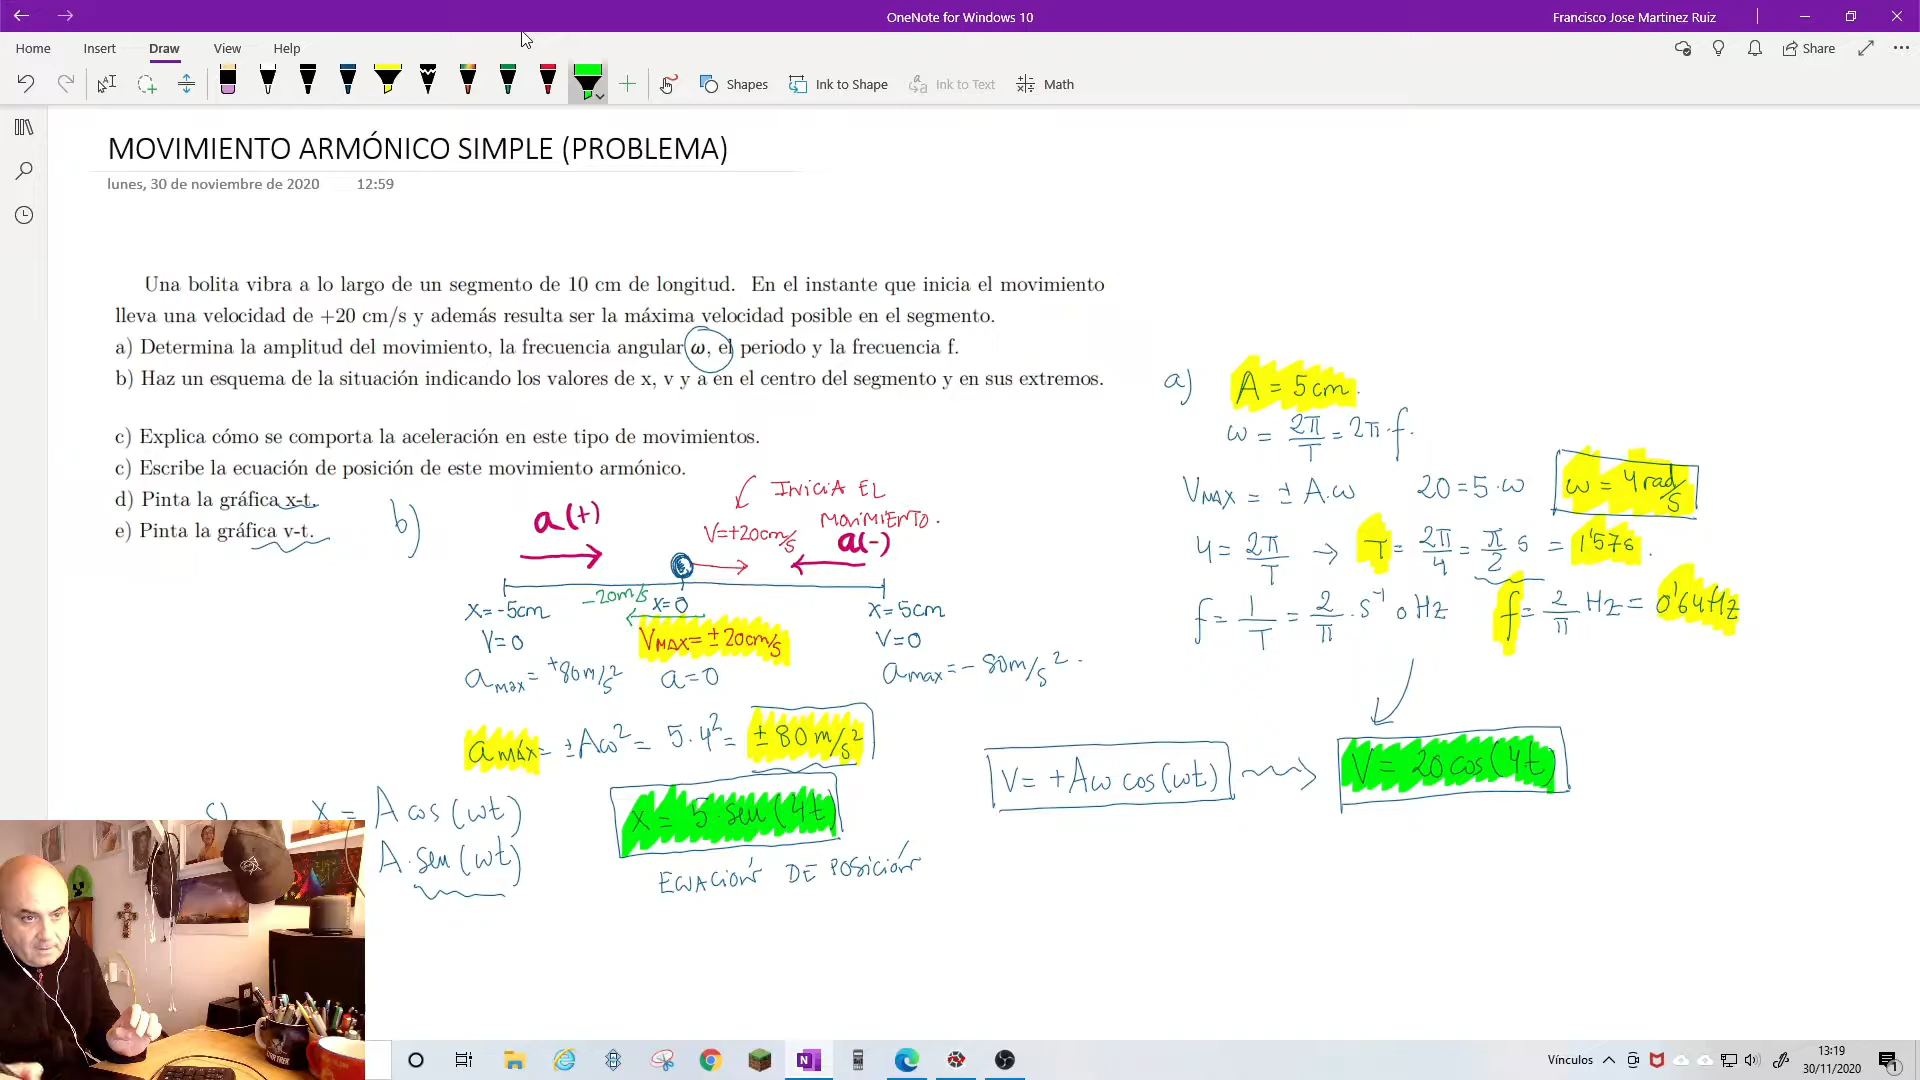 OneNote for Windows 10
Francisco Jose Martinez Ruiz
Home Insert Draw View Help
Share
Shapes Ink to Shape Ink to Text Math
MOVIMIENTO ARMÓNICO SIMPLE (PROBLEMA)
lunes, 30 de noviembre de 2020 12:59
Una bolita vibra a lo largo de un segmento de 10 cm de longitud. En el instante que inicia el movimiento
lleva una velocidad de +20 cm/s y además resulta ser la máxima velocidad posible en el segmento.
a) Determina la amplitud del movimiento, la frecuencia angular ω, el periodo y la frecuencia f.
b) Haz un esquema de la situación indicando los valores de x, v y a en el centro del segmento y en sus extremos.
c) Explica cómo se comporta la aceleración en este tipo de movimientos.
c) Escribe la ecuación de posición de este movimiento armónico.
d) Pinta la gráfica x-t.
e) Pinta la gráfica v-t.
a) A = 5cm.
ω = 2π/T = 2π·f.
VMAX = ± A.ω 20=5·ω ω = 4 rad/s
4 = 2π/T → T = 2π/4 = π/2 s = 1'57s.
f = 1/T = 2/π · s⁻¹ o Hz f = 2/π Hz = 0'64Hz
b)
INICIA EL
MOVIMIENTO.
a(+)
V=+20cm/s
a(-)
-20m/s
x=-5cm x=0 x=5cm
V=0 VMAX=±20cm/s V=0
amax=+80m/s² a=0 amax=-80m/s²
amáx= ±Aω² = 5·4² = ±80m/s²
V= +Aω cos(ωt) V= 20cos(4t)
c) x = A cos(ωt)
A·sen(ωt)
x = 5·sen(4t)
ECUACIÓN DE POSICIÓN
Vínculos
13:19
30/11/2020